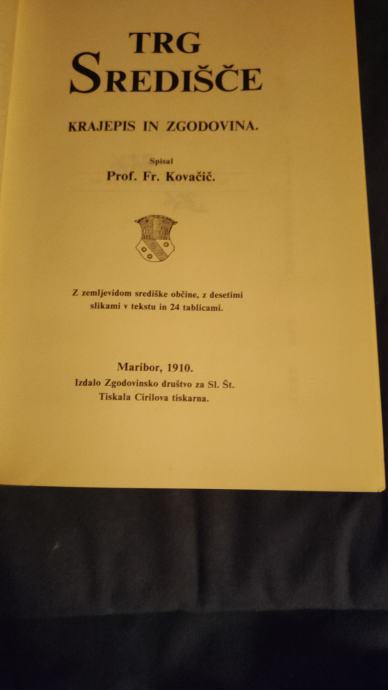 TRG
SREDIŠČE
KRAJEPIS IN ZGODOVINA.
Spisal
Prof. Fr. Kovačič.
Z zemljevidom središke občine, z desetimi
slikami v tekstu in 24 tablicami.
Maribor, 1910.
Izdalo Zgodovinsko društvo za Sl. Št.
Tiskala Cirilova tiskarna.